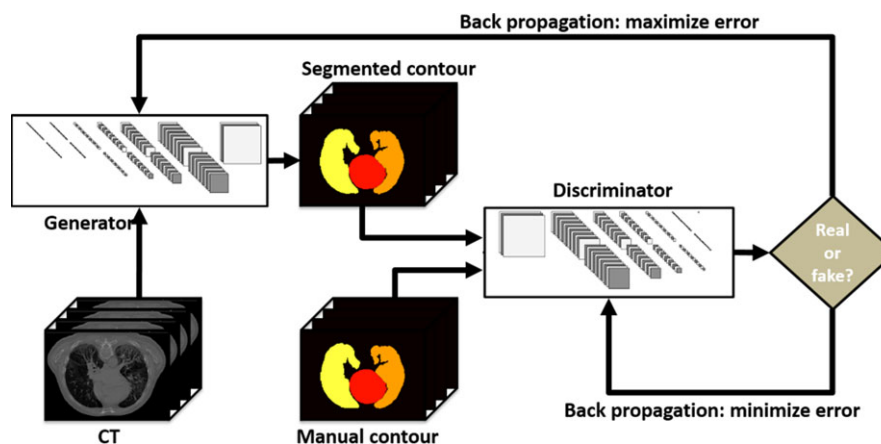 Back propagation: maximize error
Segmented contour
Generator
Discriminator
Real
or
fake?
CT
Manual contour
Back propagation: minimize error